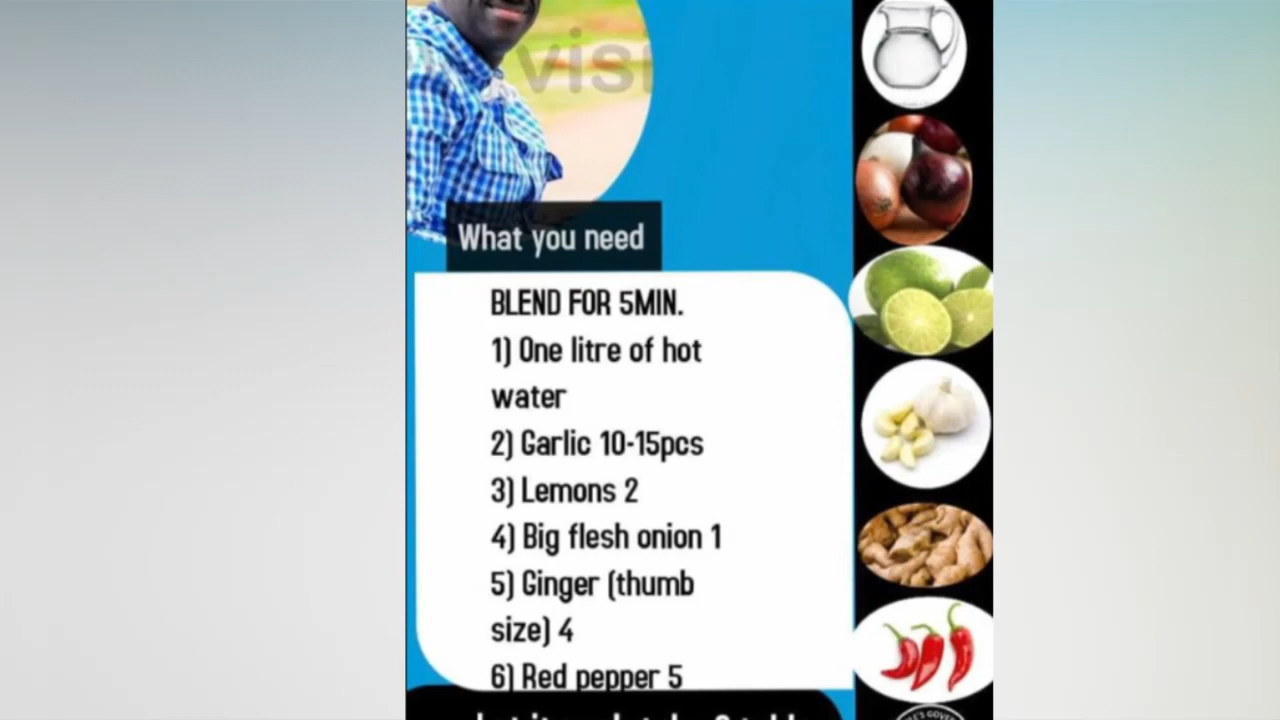 What you need
BLEND FOR 5MIN.
1) One litre of hot
water
2) Garlic 10-15pcs
3) Lemons 2
4) Big flesh onion 1
5) Ginger (thumb
size) 4
6) Red pepper 5